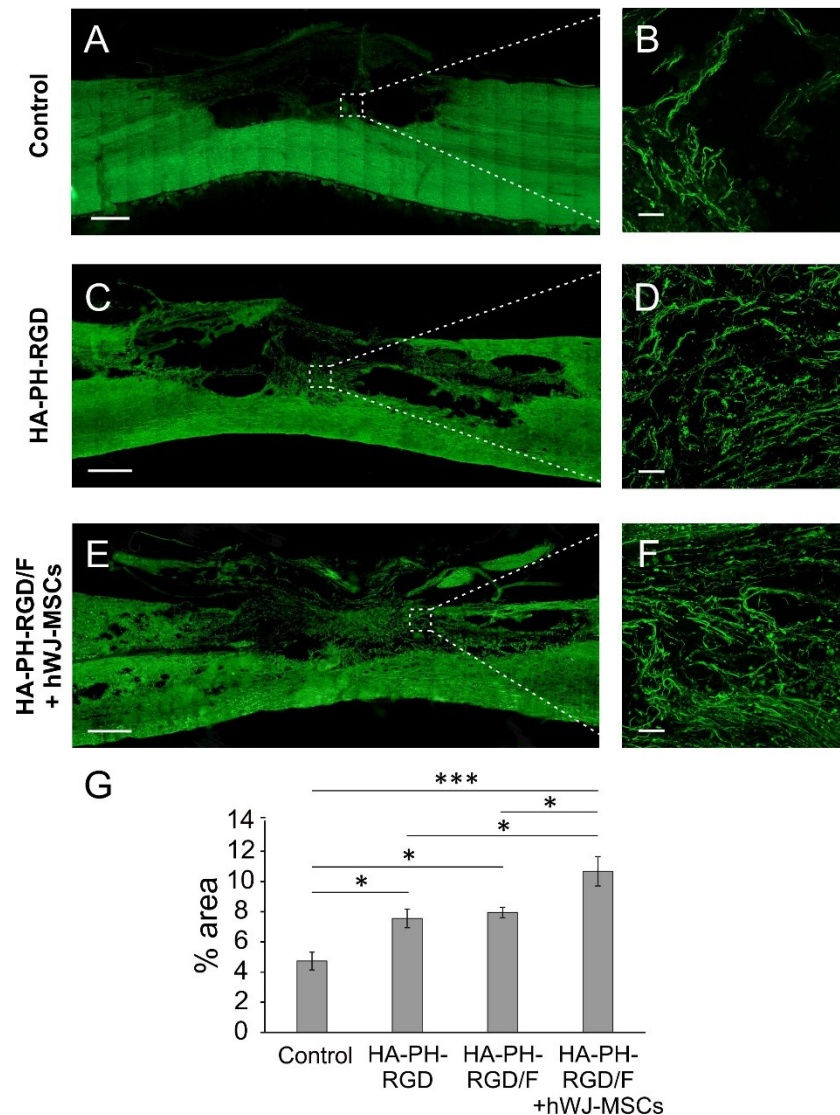 Control
A
B
HA-PH-RGD
C
D
HA-PH-RGD/F
+ hWJ-MSCs
E
F
G
***
*
*
*
*
% area
14
12
10
8
6
4
2
0
Control
HA-PH-
RGD
HA-PH-
RGD/F
HA-PH-
RGD/F
+hWJ-MSCs